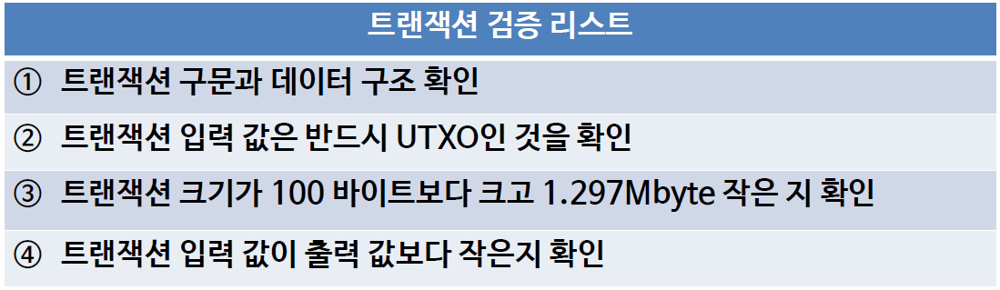 트랜잭션 검증 리스트
① 트랜잭션 구문과 데이터 구조 확인
② 트랜잭션 입력 값은 반드시 UTXO인 것을 확인
③ 트랜잭션 크기가 100 바이트보다 크고 1.297Mbyte 작은 지 확인
④ 트랜잭션 입력 값이 출력 값보다 작은지 확인